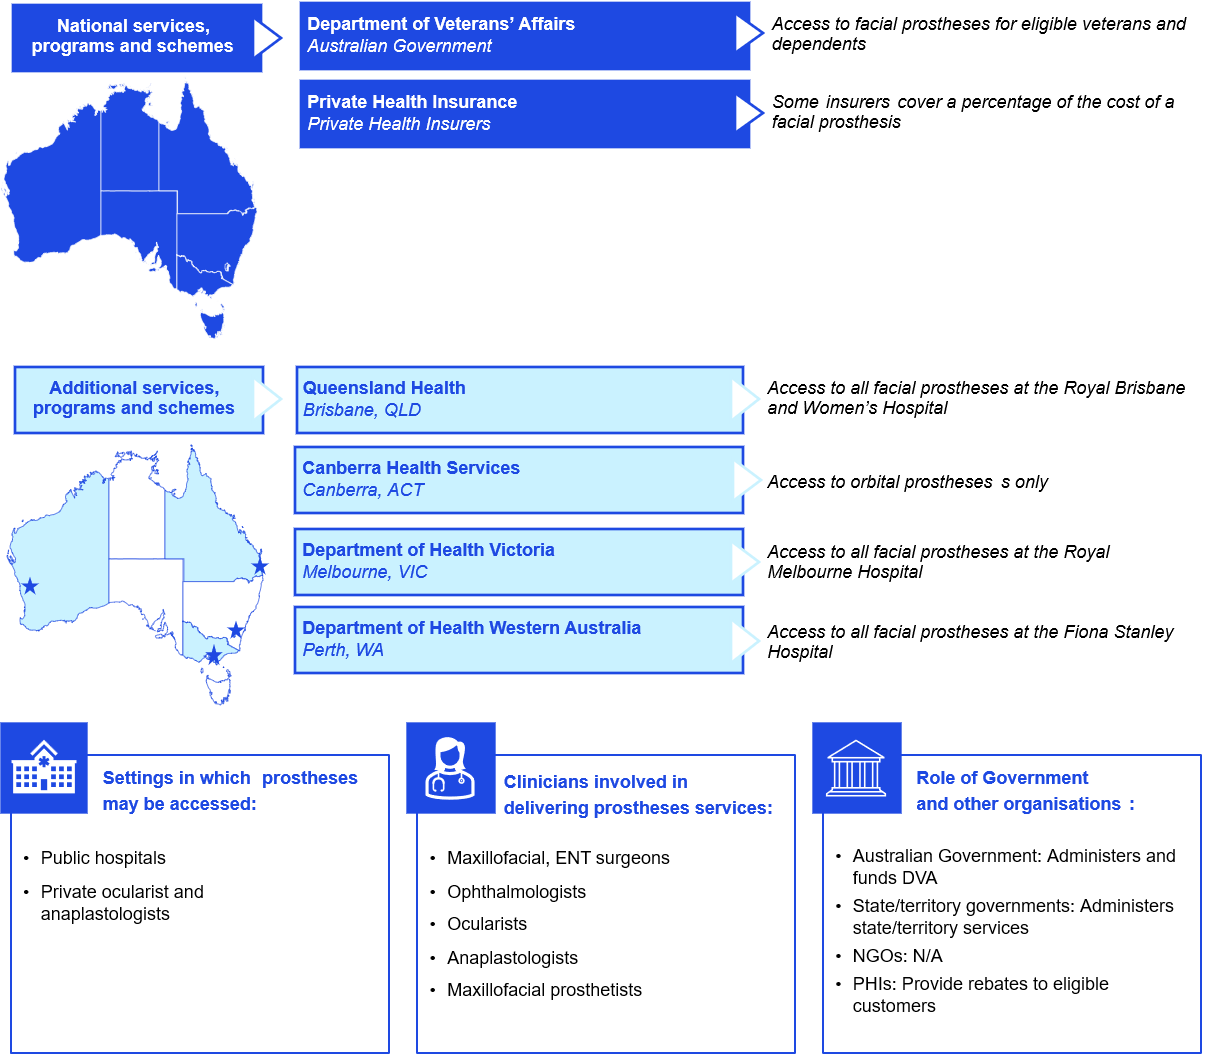 National services,
programs and schemes
Department of Veterans’ Affairs
Australian Government
Access to facial prostheses for eligible veterans and
dependents
Private Health Insurance
Private Health Insurers
Some insurers cover a percentage of the cost of a
facial prosthesis
Additional services,
programs and schemes
Queensland Health
Brisbane, QLD
Access to all facial prostheses at the Royal Brisbane
and Women’s Hospital
Canberra Health Services
Canberra, ACT
Access to orbital prostheses s only
Department of Health Victoria
Melbourne, VIC
Access to all facial prostheses at the Royal
Melbourne Hospital
Department of Health Western Australia
Perth, WA
Access to all facial prostheses at the Fiona Stanley
Hospital
Settings in which prostheses
may be accessed:
• Public hospitals
• Private ocularist and
anaplastologists
Clinicians involved in
delivering prostheses services:
• Maxillofacial, ENT surgeons
• Ophthalmologists
• Ocularists
• Anaplastologists
• Maxillofacial prosthetists
Role of Government
and other organisations :
• Australian Government: Administers and
funds DVA
• State/territory governments: Administers
state/territory services
• NGOs: N/A
• PHIs: Provide rebates to eligible
customers